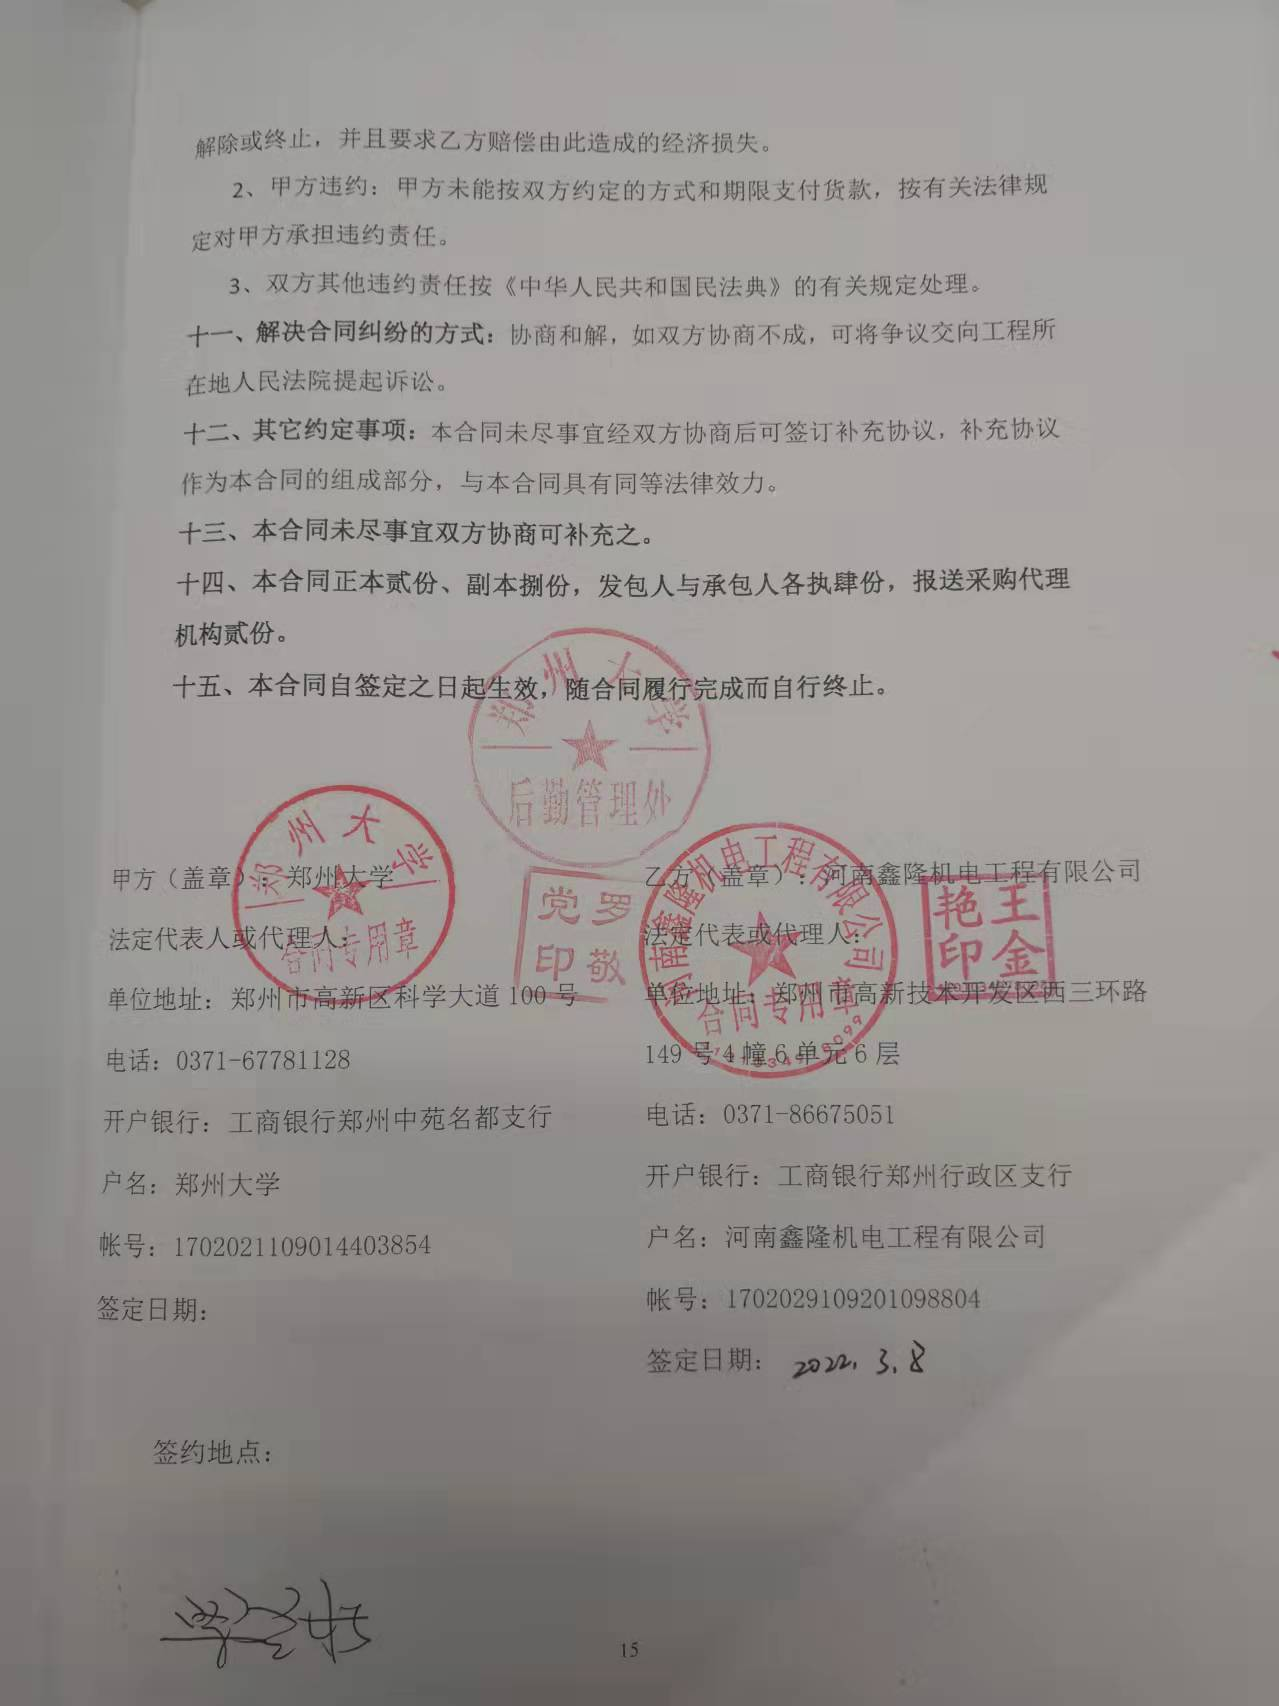 解除或终止，并且要求乙方赔偿由此造成的经济损失。
2、甲方违约：甲方未能按双方约定的方式和期限支付货款，按有关法律规
定对甲方承担违约责任。
3、双方其他违约责任按《中华人民共和国民法典》的有关规定处理。
十一、解决合同纠纷的方式：协商和解，如双方协商不成，可将争议交向工程所
在地人民法院提起诉讼。
十二、其它约定事项：本合同未尽事宜经双方协商后可签订补充协议，补充协议
作为本合同的组成部分，与本合同具有同等法律效力。
十三、本合同未尽事宜双方协商可补充之。
十四、本合同正本贰份、副本捌份，发包人与承包人各执肆份，报送采购代理
机构贰份。
十五、本合同自签定之日起生效，随合同履行完成而自行终止。
郑州大学
后勤管理处
甲方（盖章）：郑州大学
法定代表人或代理人：
单位地址：郑州市高新区科学大道 100 号
电话：0371-67781128
开户银行：工商银行郑州中苑名都支行
户名：郑州大学
帐号：1702021109014403854
签定日期：
郑州大学
合同专用章
党罗
印敬
乙方（盖章）：河南鑫隆机电工程有限公司
法定代表或代理人：
单位地址：郑州市高新技术开发区西三环路
149 号 4 幢 6 单元 6 层
电话：0371-86675051
开户银行：工商银行郑州行政区支行
户名：河南鑫隆机电工程有限公司
帐号：1702029109201098804
签定日期：2022.3.8
河南鑫隆机电工程有限公司
合同专用章
艳王
印金
签约地点：
15